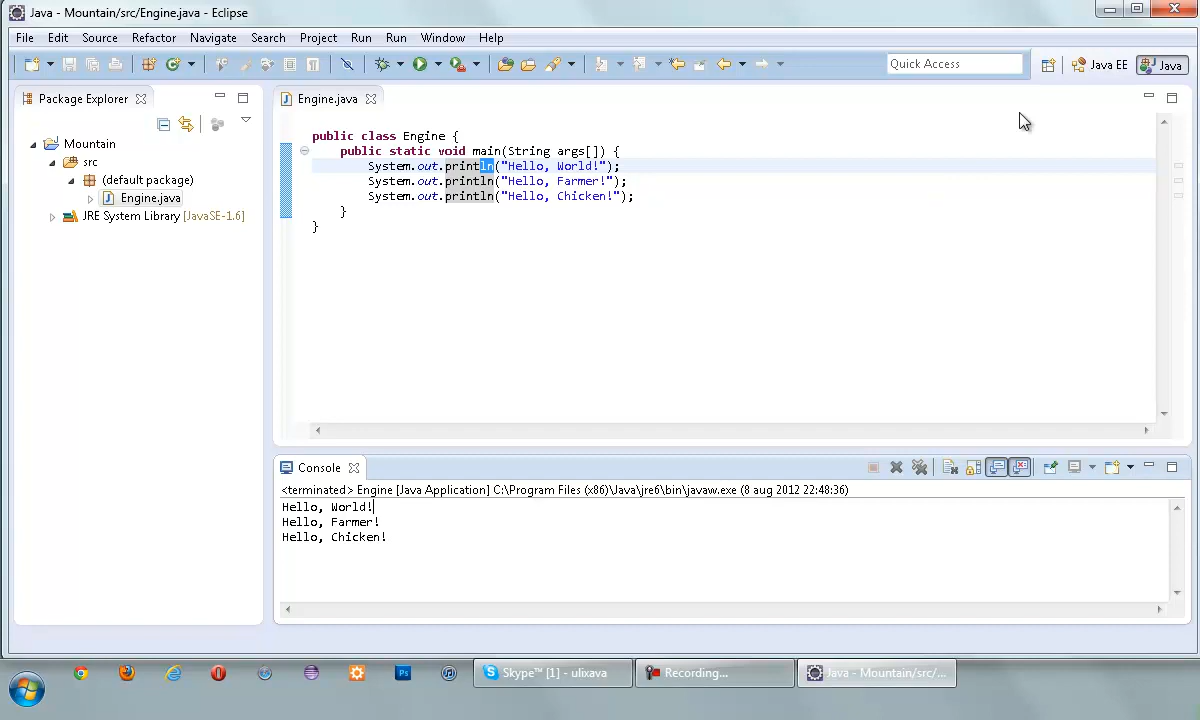 Java - Mountain/src/Engine.java - Eclipse
File Edit Source Refactor Navigate Search Project Run Run Window Help
Quick Access
Java EE
Java
Package Explorer
Engine.java
Mountain
src
(default package)
Engine.java
JRE System Library [JavaSE-1.6]
public class Engine {
public static void main(String args[]) {
System.out.println("Hello, World!");
System.out.println("Hello, Farmer!");
System.out.println("Hello, Chicken!");
}
}
Console
<terminated> Engine [Java Application] C:\Program Files (x86)\Java\jre6\bin\javaw.exe (8 aug 2012 22:48:36)
Hello, World!
Hello, Farmer!
Hello, Chicken!
Ps
Skype™ [1] - ulixava
Recording...
Java - Mountain/src/...